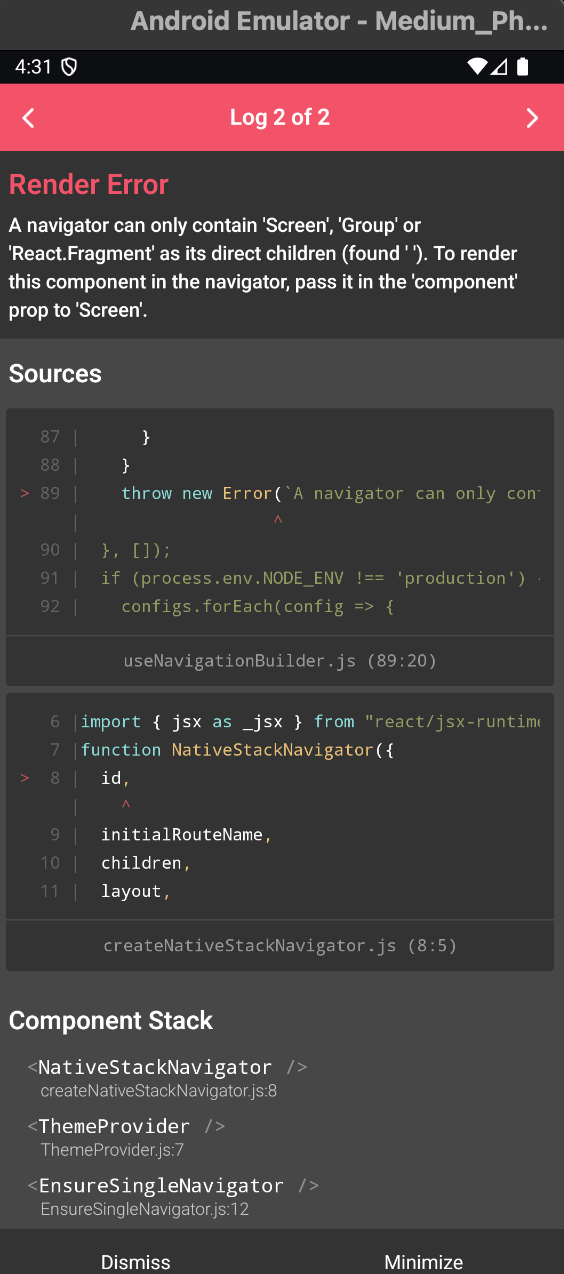 Android Emulator - Medium_Ph...
4:31
Log 2 of 2
Render Error
A navigator can only contain 'Screen', 'Group' or
'React.Fragment' as its direct children (found ' '). To render
this component in the navigator, pass it in the 'component'
prop to 'Screen'.
Sources
87 | }
88 | }
> 89 | throw new Error(`A navigator can only con
| ^
90 | }, []);
91 | if (process.env.NODE_ENV !== 'production')
92 | configs.forEach(config => {
useNavigationBuilder.js (89:20)
6 |import { jsx as _jsx } from "react/jsx-runtime
7 |function NativeStackNavigator({
> 8 | id,
| ^
9 | initialRouteName,
10 | children,
11 | layout,
createNativeStackNavigator.js (8:5)
Component Stack
<NativeStackNavigator />
createNativeStackNavigator.js:8
<ThemeProvider />
ThemeProvider.js:7
<EnsureSingleNavigator />
EnsureSingleNavigator.js:12
Dismiss
Minimize